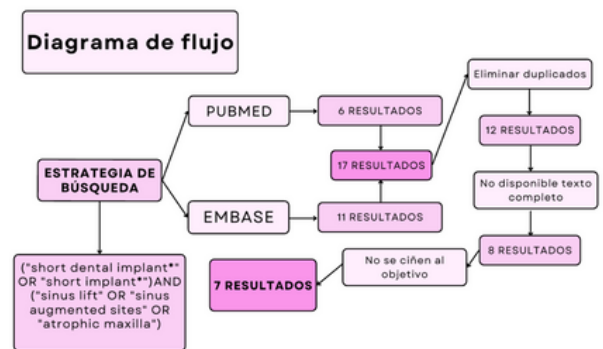 Diagrama de flujo
Eliminar duplicados
PUBMED
6 RESULTADOS
12 RESULTADOS
17 RESULTADOS
ESTRATEGIA DE
BÚSQUEDA
No disponible texto
completo
EMBASE
11 RESULTADOS
8 RESULTADOS
No se ciñen al
objetivo
7 RESULTADOS
("short dental implant*"
OR "short implant*")AND
("sinus lift" OR "sinus
augmented sites" OR
"atrophic maxilla")